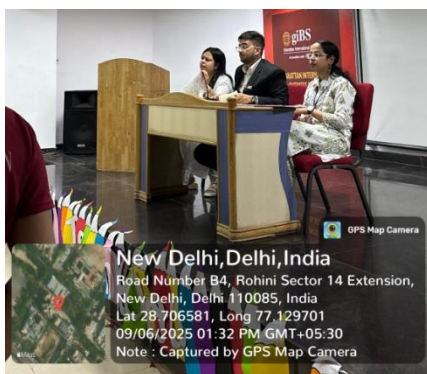 giBS
GPS Map Camera
New Delhi,Delhi,India
Road Number B4, Rohini Sector 14 Extension,
New Delhi, Delhi 110085, India
Lat 28.706581, Long 77.129701
09/06/2025 01:32 PM GMT+05:30
Note : Captured by GPS Map Camera